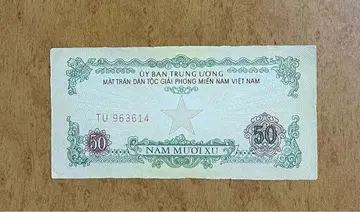 ỦY BAN TRUNG ƯƠNG
MẶT TRẬN DÂN TỘC GIẢI PHÓNG MIỀN NAM VIỆT NAM
TU 963614
50
50
NĂM MƯƠI XU